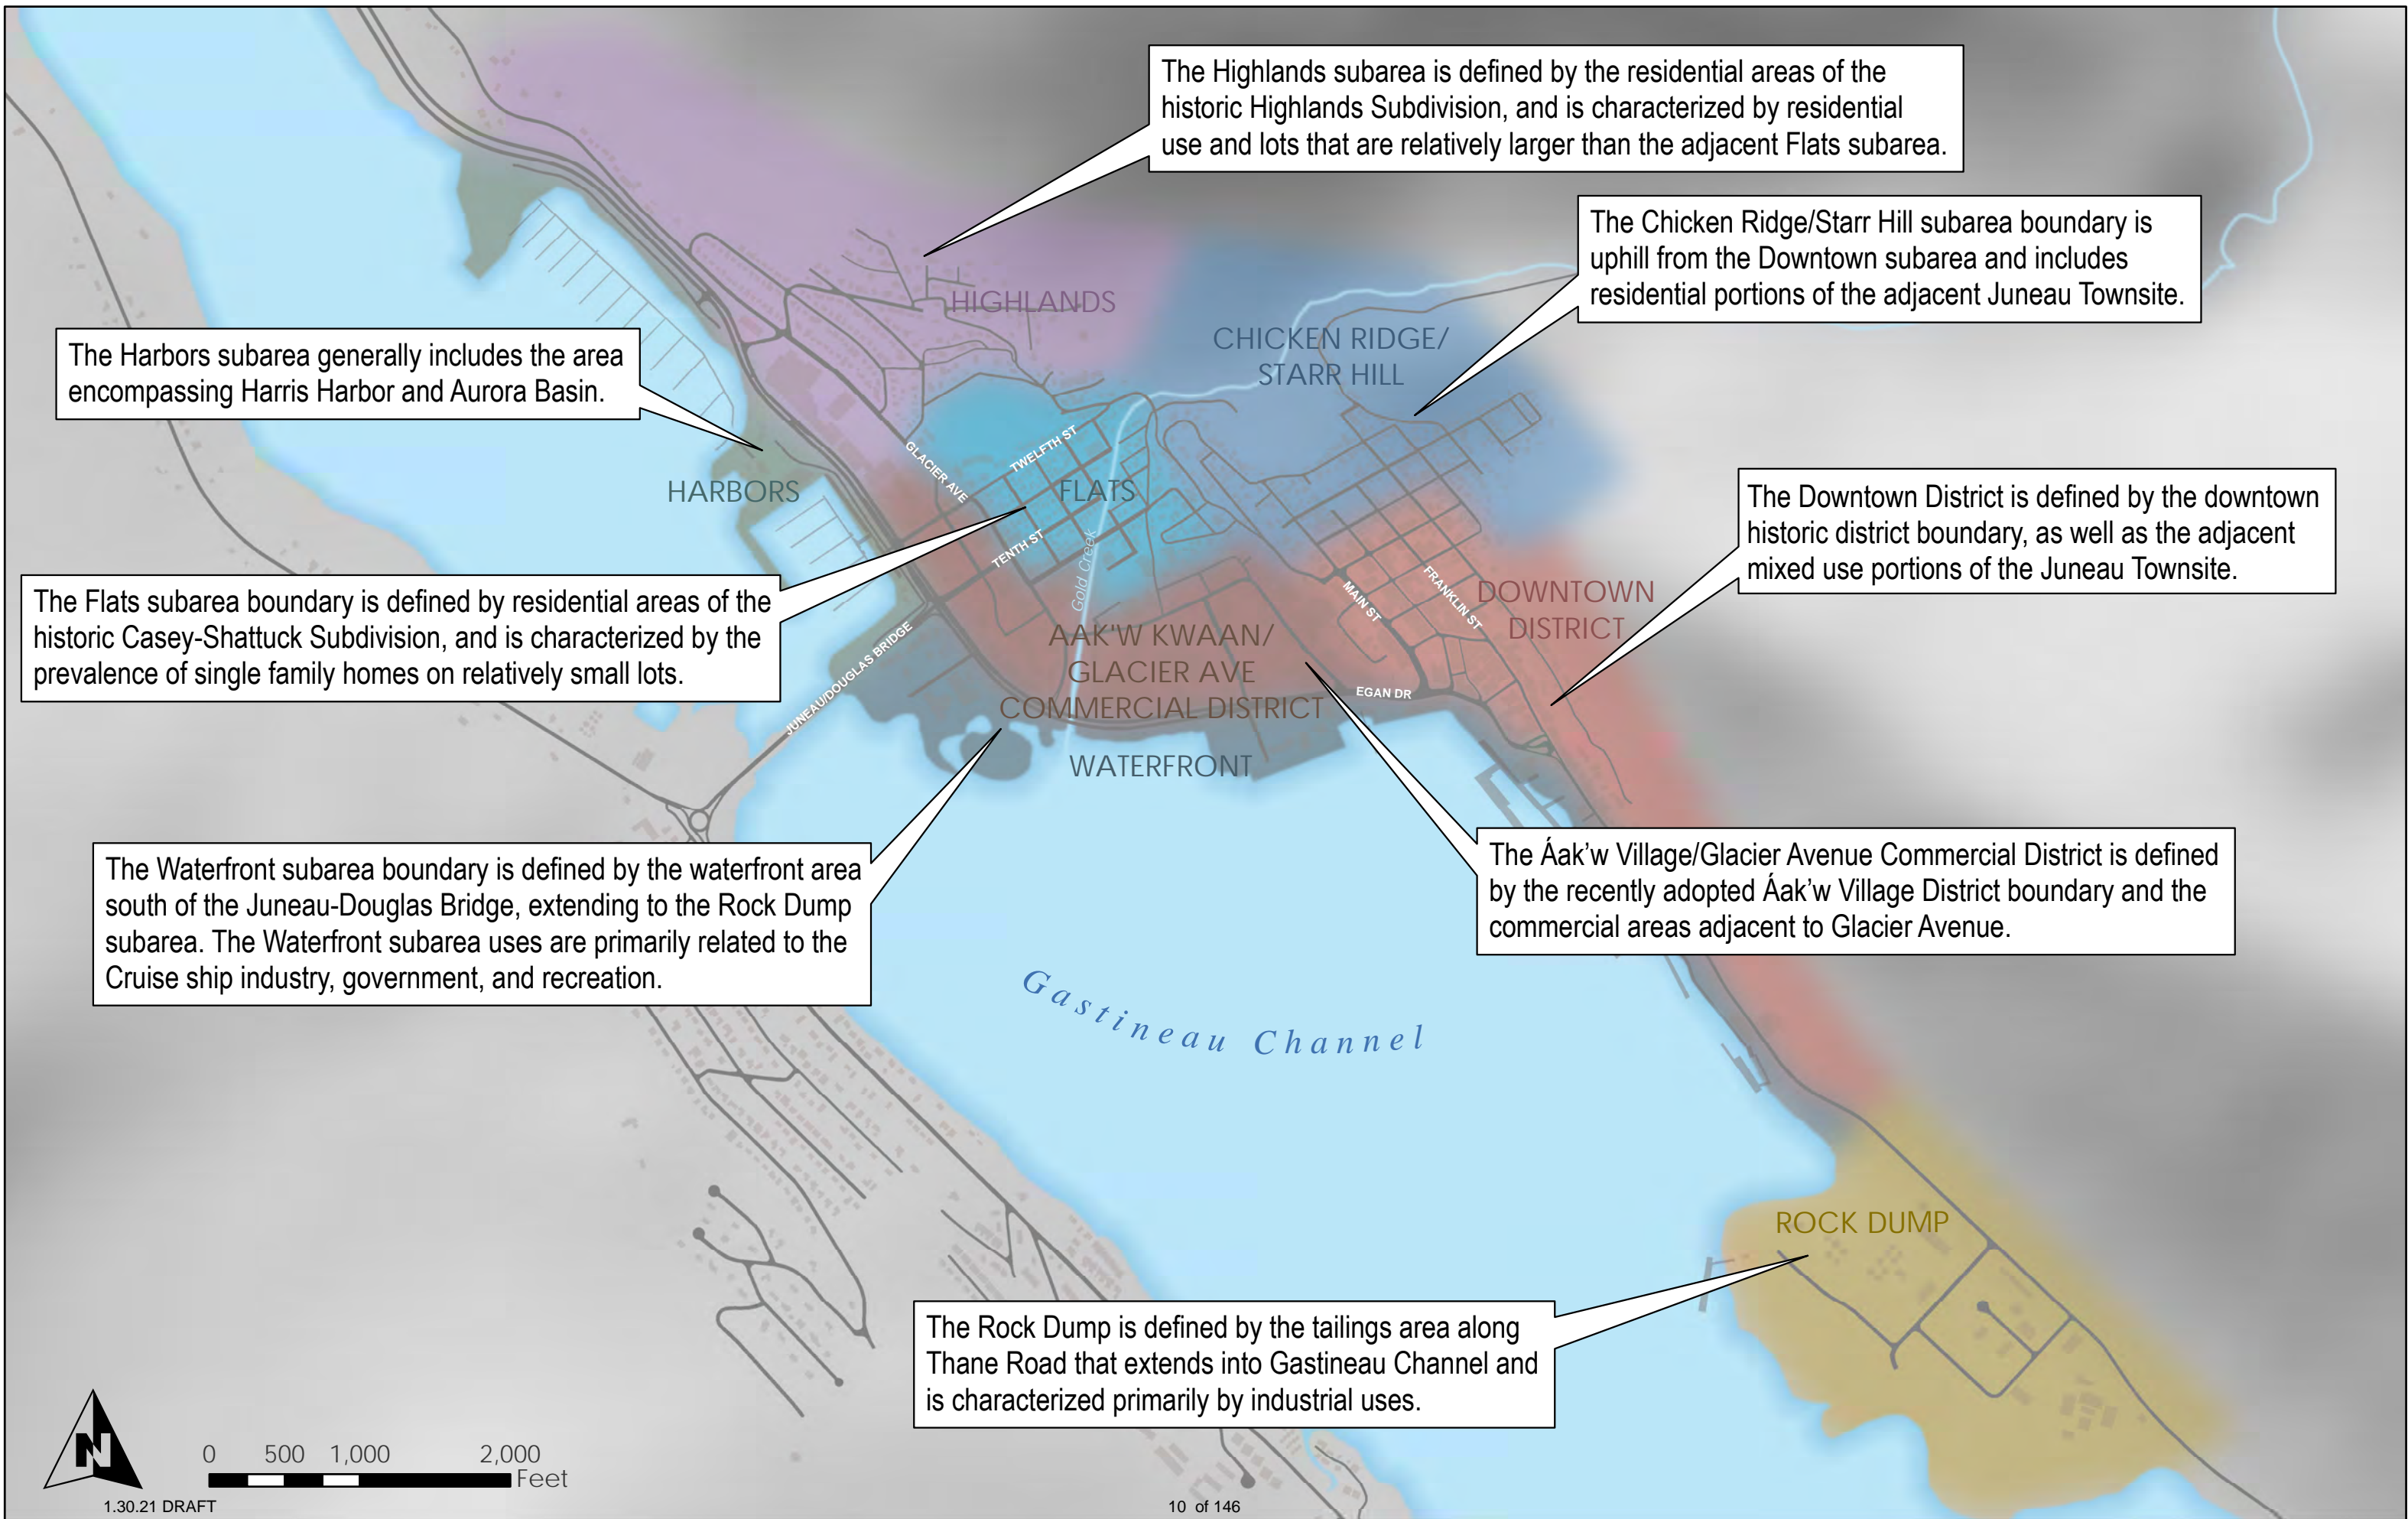 The Highlands subarea is defined by the residential areas of the
historic Highlands Subdivision, and is characterized by residential
use and lots that are relatively larger than the adjacent Flats subarea.
The Chicken Ridge/Starr Hill subarea boundary is
uphill from the Downtown subarea and includes
residential portions of the adjacent Juneau Townsite.
HIGHLANDS
CHICKEN RIDGE/
STARR HILL
The Harbors subarea generally includes the area
encompassing Harris Harbor and Aurora Basin.
HARBORS
GLACIER AVE
TWELFTH ST
FLATS
TENTH ST
Gold Creek
The Downtown District is defined by the downtown
historic district boundary, as well as the adjacent
mixed use portions of the Juneau Townsite.
The Flats subarea boundary is defined by residential areas of the
historic Casey-Shattuck Subdivision, and is characterized by the
prevalence of single family homes on relatively small lots.
MAIN ST
FRANKLIN ST
DOWNTOWN
DISTRICT
JUNEAU/DOUGLAS BRIDGE
AAK'W KWAAN/
GLACIER AVE
COMMERCIAL DISTRICT
EGAN DR
WATERFRONT
The Waterfront subarea boundary is defined by the waterfront area
south of the Juneau-Douglas Bridge, extending to the Rock Dump
subarea. The Waterfront subarea uses are primarily related to the
Cruise ship industry, government, and recreation.
The Áak’w Village/Glacier Avenue Commercial District is defined
by the recently adopted Áak’w Village District boundary and the
commercial areas adjacent to Glacier Avenue.
Gastineau Channel
ROCK DUMP
The Rock Dump is defined by the tailings area along
Thane Road that extends into Gastineau Channel and
is characterized primarily by industrial uses.
N
0 500 1,000 2,000
Feet
1.30.21 DRAFT
10 of 146